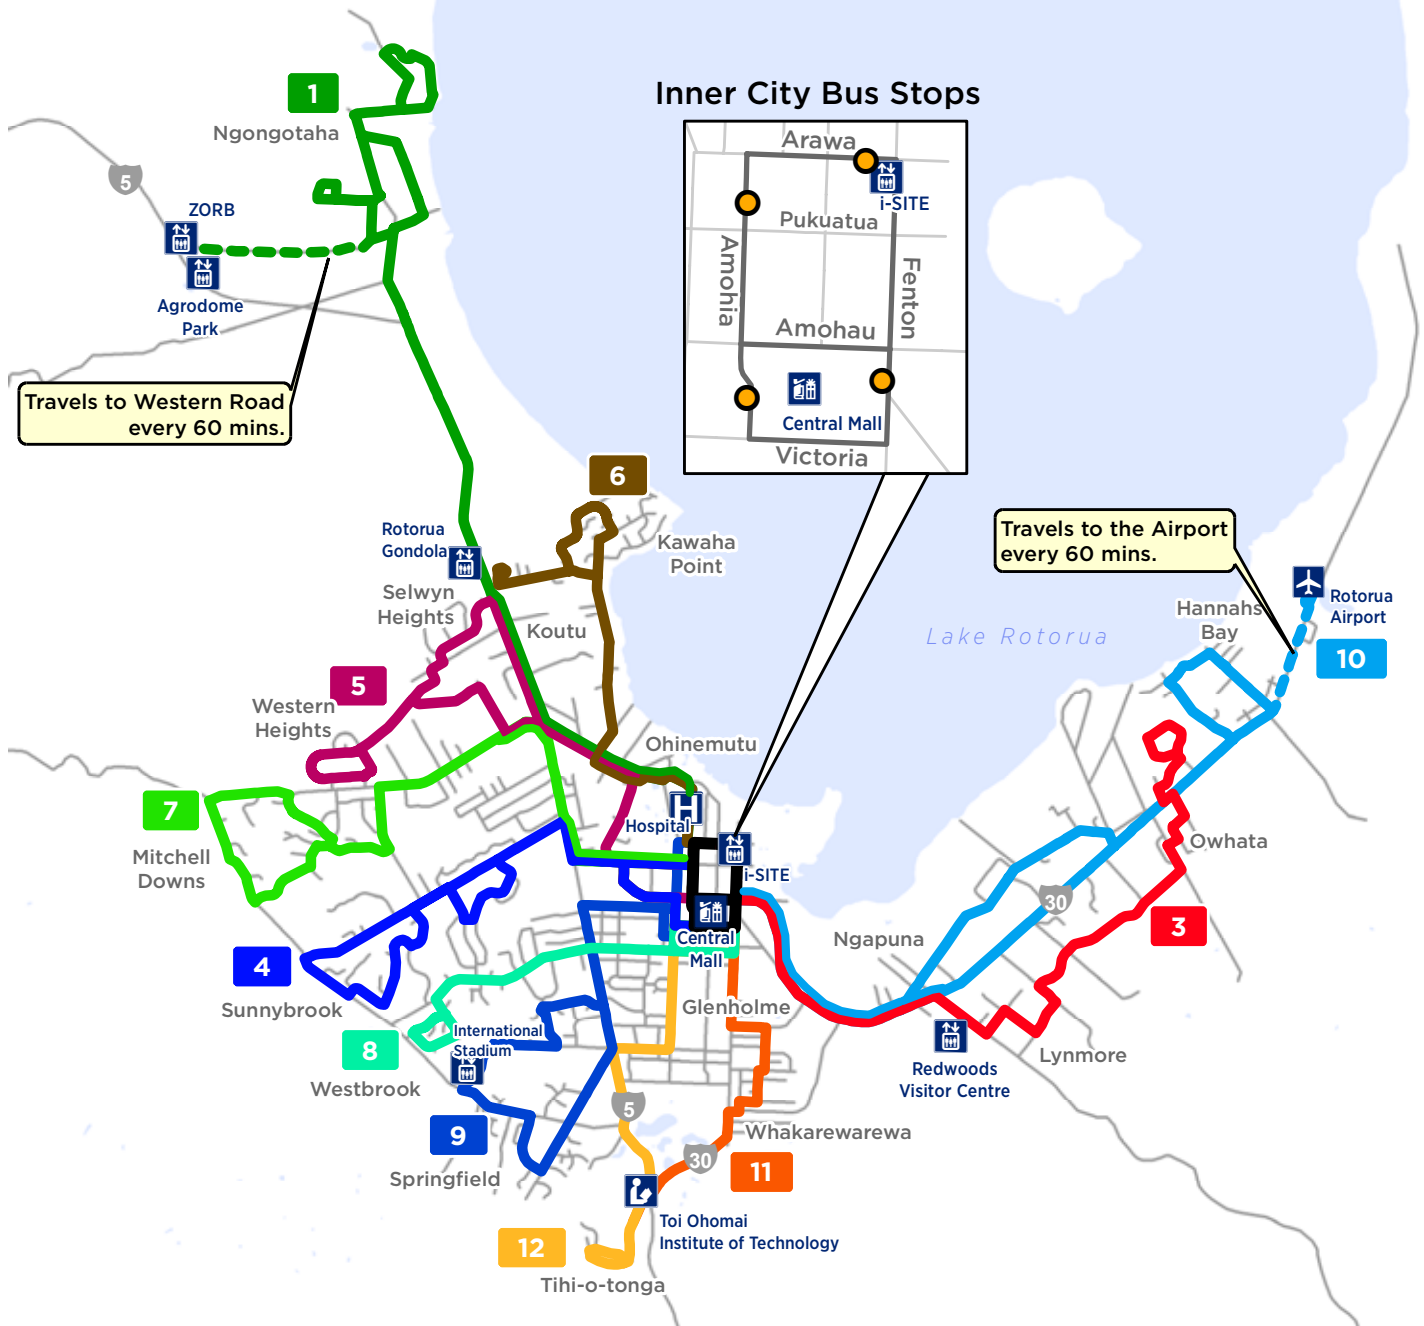 Inner City Bus Stops
1
Ngongotaha
5
ZORB
Agrodome
Park
Travels to Western Road
every 60 mins.
Arawa
i-SITE
Pukuatua
Amohia
Fenton
Amohau
Central Mall
Victoria
6
Kawaha
Point
Rotorua
Gondola
Selwyn
Heights
Koutu
Travels to the Airport
every 60 mins.
Hannahs
Bay
Rotorua
Airport
10
Lake Rotorua
5
Western
Heights
Ohinemutu
7
Mitchell
Downs
H
Hospital
i-SITE
Central
Mall
Owhata
30
3
Ngapuna
4
Sunnybrook
Glenholme
8
Westbrook
International
Stadium
Lynmore
Redwoods
Visitor Centre
5
9
Springfield
Whakarewarewa
30
11
Toi Ohomai
Institute of Technology
12
Tihi-o-tonga